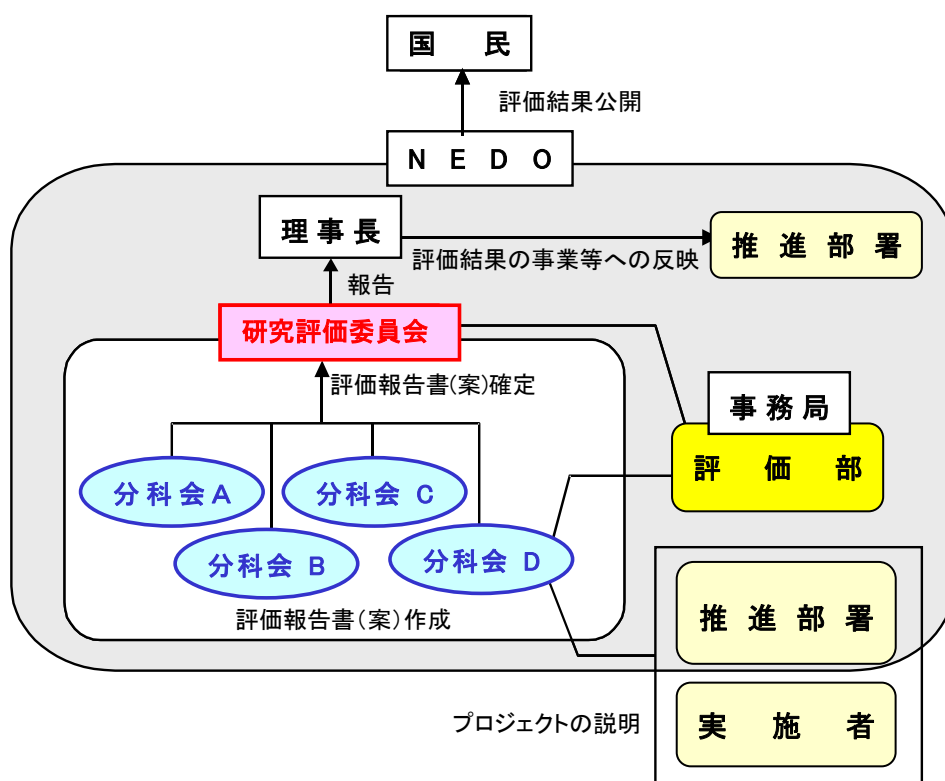 国民
評価結果公開
NEDO
理事長
評価結果の事業等への反映
推進部署
報告
研究評価委員会
評価報告書(案)確定
事務局
評価部
分科会A
分科会 C
分科会 B
分科会 D
評価報告書(案)作成
推進部署
プロジェクトの説明
実施者